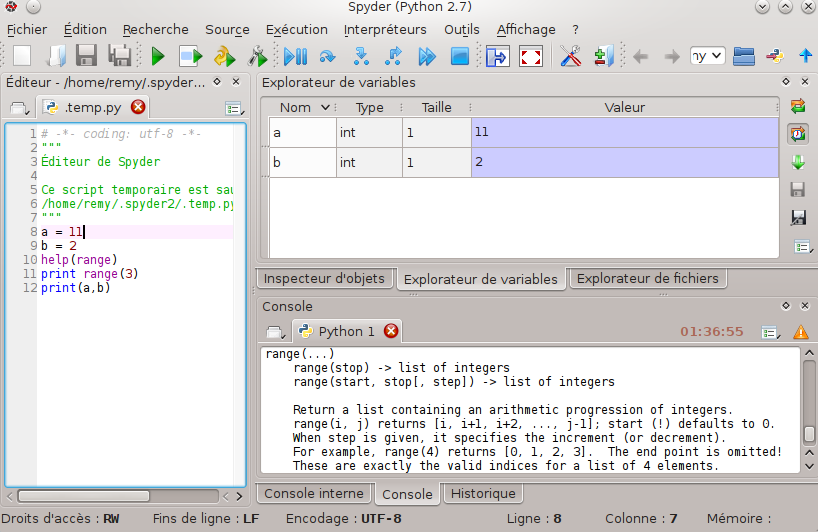 Spyder (Python 2.7)
Fichier Édition Recherche Source Exécution Interpréteurs Outils Affichage ?
ny
Éditeur - /home/remy/.spyder...
.temp.py
1 # -*- coding: utf-8 -*-
2 """
3 Éditeur de Spyder
4
5 Ce script temporaire est sau
6 /home/remy/.spyder2/.temp.py
7 """
8 a = 11
9 b = 2
10 help(range)
11 print range(3)
12 print(a,b)
Explorateur de variables
Nom Type Taille Valeur
a int 1 11
b int 1 2
Inspecteur d'objets Explorateur de variables Explorateur de fichiers
Console
Python 1 01:36:55
range(...)
range(stop) -> list of integers
range(start, stop[, step]) -> list of integers
Return a list containing an arithmetic progression of integers.
range(i, j) returns [i, i+1, i+2, ..., j-1]; start (!) defaults to 0.
When step is given, it specifies the increment (or decrement).
For example, range(4) returns [0, 1, 2, 3].  The end point is omitted!
These are exactly the valid indices for a list of 4 elements.
Console interne Console Historique
Droits d'accès : RW Fins de ligne : LF Encodage : UTF-8 Ligne : 8 Colonne : 7 Mémoire :